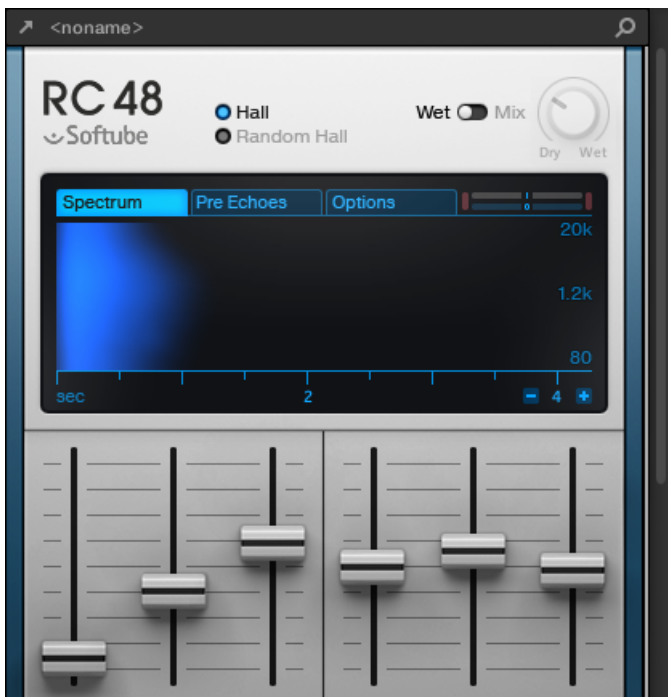 <noname>
RC 48
Softube
Hall
Random Hall
Wet Mix
Dry Wet
Spectrum Pre Echoes Options
0
20k
1.2k
80
sec 2 4